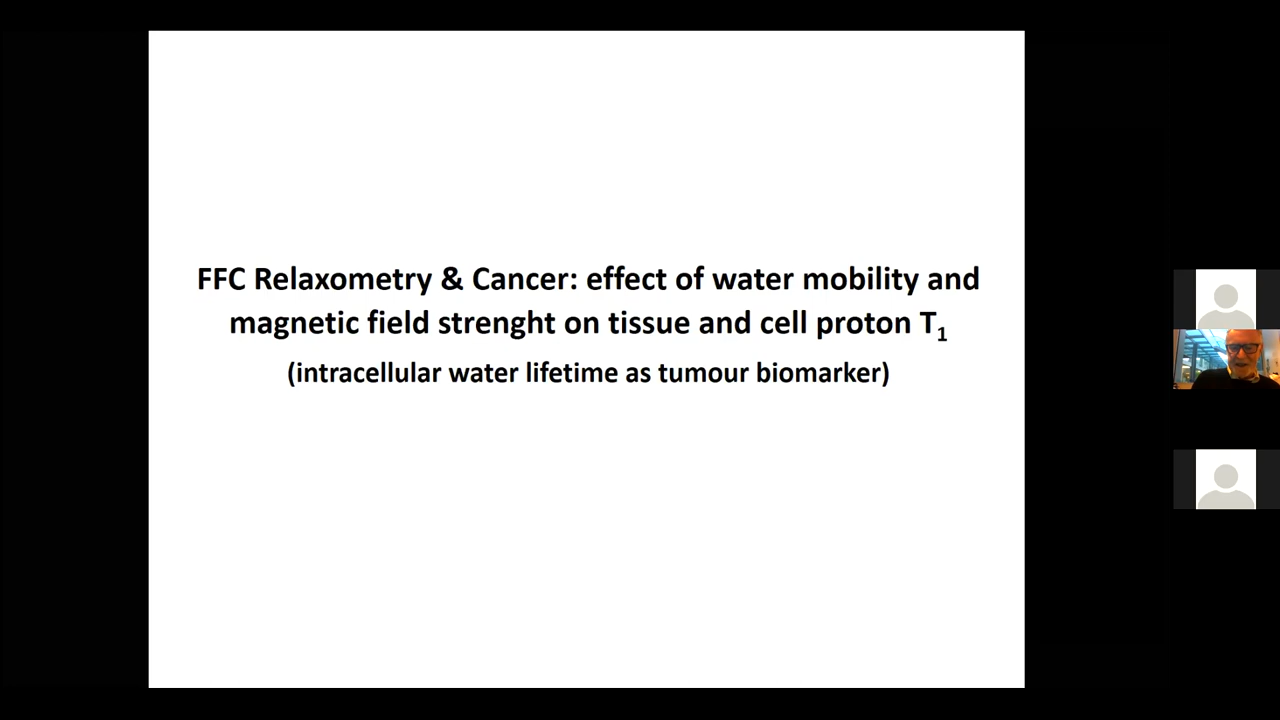 FFC Relaxometry & Cancer: effect of water mobility and
magnetic field strenght on tissue and cell proton T₁
(intracellular water lifetime as tumour biomarker)